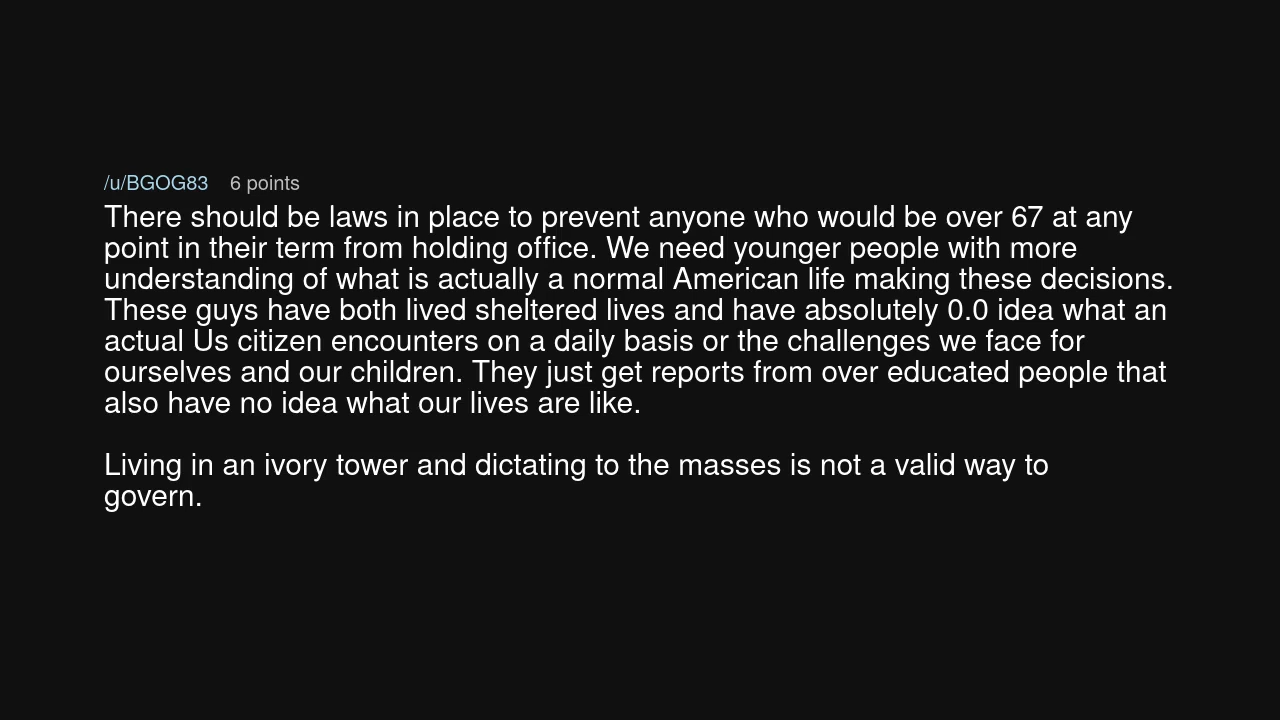 /u/BGOG83 6 points
There should be laws in place to prevent anyone who would be over 67 at any
point in their term from holding office. We need younger people with more
understanding of what is actually a normal American life making these decisions.
These guys have both lived sheltered lives and have absolutely 0.0 idea what an
actual Us citizen encounters on a daily basis or the challenges we face for
ourselves and our children. They just get reports from over educated people that
also have no idea what our lives are like.
Living in an ivory tower and dictating to the masses is not a valid way to
govern.